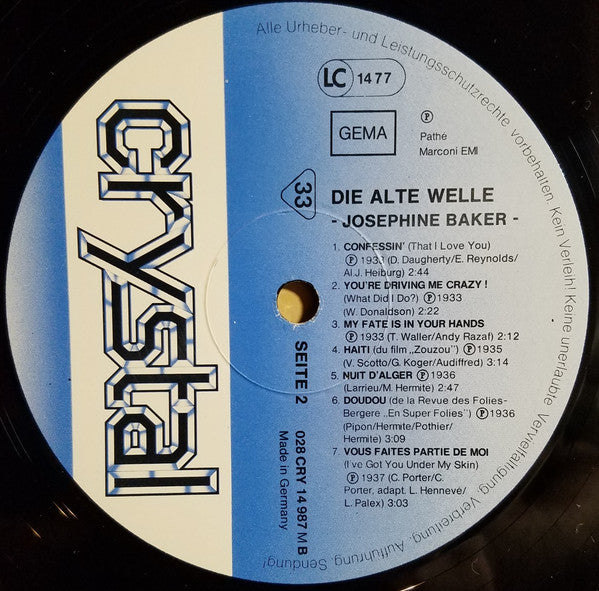 Alle Urheber- und Leistungsschutzrechte vorbehalten. Kein Verleih! Keine unerlaubte Vervielfältigung, Verbreitung, Aufführung, Sendung!
crystal
LC 1477
GEMA
Ⓟ
Pathé
Marconi EMI
33
DIE ALTE WELLE
- JOSEPHINE BAKER -
1. CONFESSIN' (That I Love You)
Ⓟ 1933 (D. Daugherty/E. Reynolds/
Al.J. Heiburg) 2:44
2. YOU'RE DRIVING ME CRAZY !
(What Did I Do?) Ⓟ 1933
(W. Donaldson) 2:22
3. MY FATE IS IN YOUR HANDS
Ⓟ 1933 (T. Waller/Andy Razaf) 2:12
4. HAITI (du film „Zouzou") Ⓟ 1935
(V. Scotto/G. Koger/Audiffred) 3:14
5. NUIT D'ALGER Ⓟ 1936
(Larrieu/M. Hermite) 2:47
6. DOUDOU (de la Revue des Folies-
Bergere „En Super Folies") Ⓟ 1936
(Pipon/Hermite/Pothier/
Hermite) 3:09
7. VOUS FAITES PARTIE DE MOI
(I've Got You Under My Skin)
Ⓟ 1937 (C. Porter/C.
Porter, adapt. L. Hennevé/
L. Palex) 3:03
SEITE 2
028 CRY 14 987 M B
Made in Germany